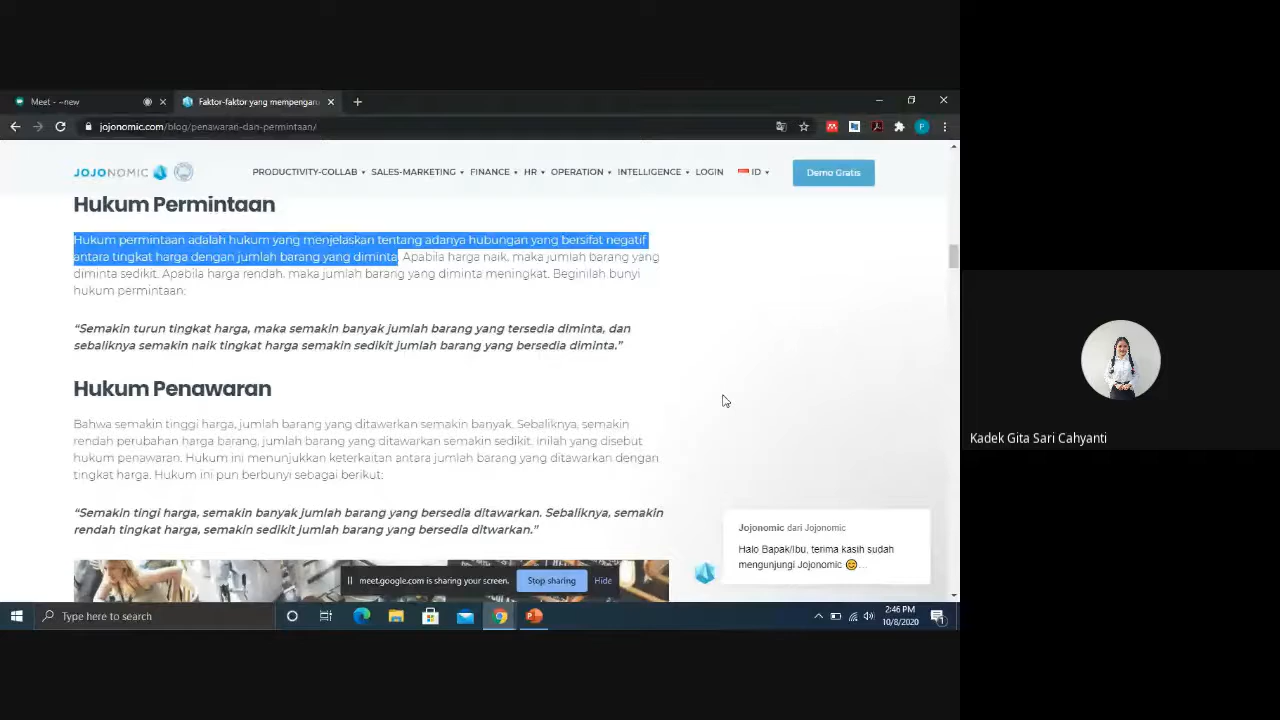 Meet - ~new
Faktor-faktor yang mempengaru
jojonomic.com/blog/penawaran-dan-permintaan/
P
JOJONOMIC
PRODUCTIVITY-COLLAB SALES-MARKETING FINANCE HR OPERATION INTELLIGENCE LOGIN ID
Demo Gratis
Hukum Permintaan
Hukum permintaan adalah hukum yang menjelaskan tentang adanya hubungan yang bersifat negatif
antara tingkat harga dengan jumlah barang yang diminta. Apabila harga naik, maka jumlah barang yang
diminta sedikit. Apabila harga rendah, maka jumlah barang yang diminta meningkat. Beginilah bunyi
hukum permintaan:
“Semakin turun tingkat harga, maka semakin banyak jumlah barang yang tersedia diminta, dan
sebaliknya semakin naik tingkat harga semakin sedikit jumlah barang yang bersedia diminta.”
Hukum Penawaran
Bahwa semakin tinggi harga, jumlah barang yang ditawarkan semakin banyak. Sebaliknya, semakin
rendah perubahan harga barang, jumlah barang yang ditawarkan semakin sedikit. Inilah yang disebut
hukum penawaran. Hukum ini menunjukkan keterkaitan antara jumlah barang yang ditawarkan dengan
tingkat harga. Hukum ini pun berbunyi sebagai berikut:
“Semakin tingi harga, semakin banyak jumlah barang yang bersedia ditawarkan. Sebaliknya, semakin
rendah tingkat harga, semakin sedikit jumlah barang yang bersedia ditwarkan.”
Jojonomic dari Jojonomic
Halo Bapak/Ibu, terima kasih sudah
mengunjungi Jojonomic 😊...
meet.google.com is sharing your screen.
Stop sharing
Hide
Type here to search
2:46 PM
10/8/2020
1
Kadek Gita Sari Cahyanti